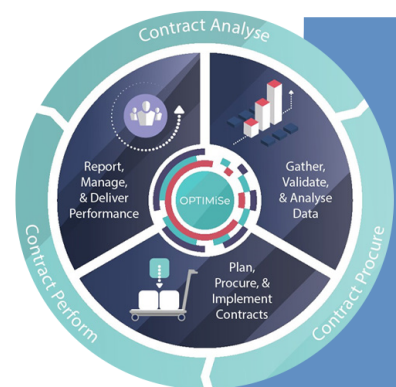 Contract Analyse
Report,
Manage,
& Deliver
Performance
Gather,
Validate,
& Analyse
Data
OPTIMiSe
Plan,
Procure, &
Implement
Contracts
Contract Perform
Contract Procure